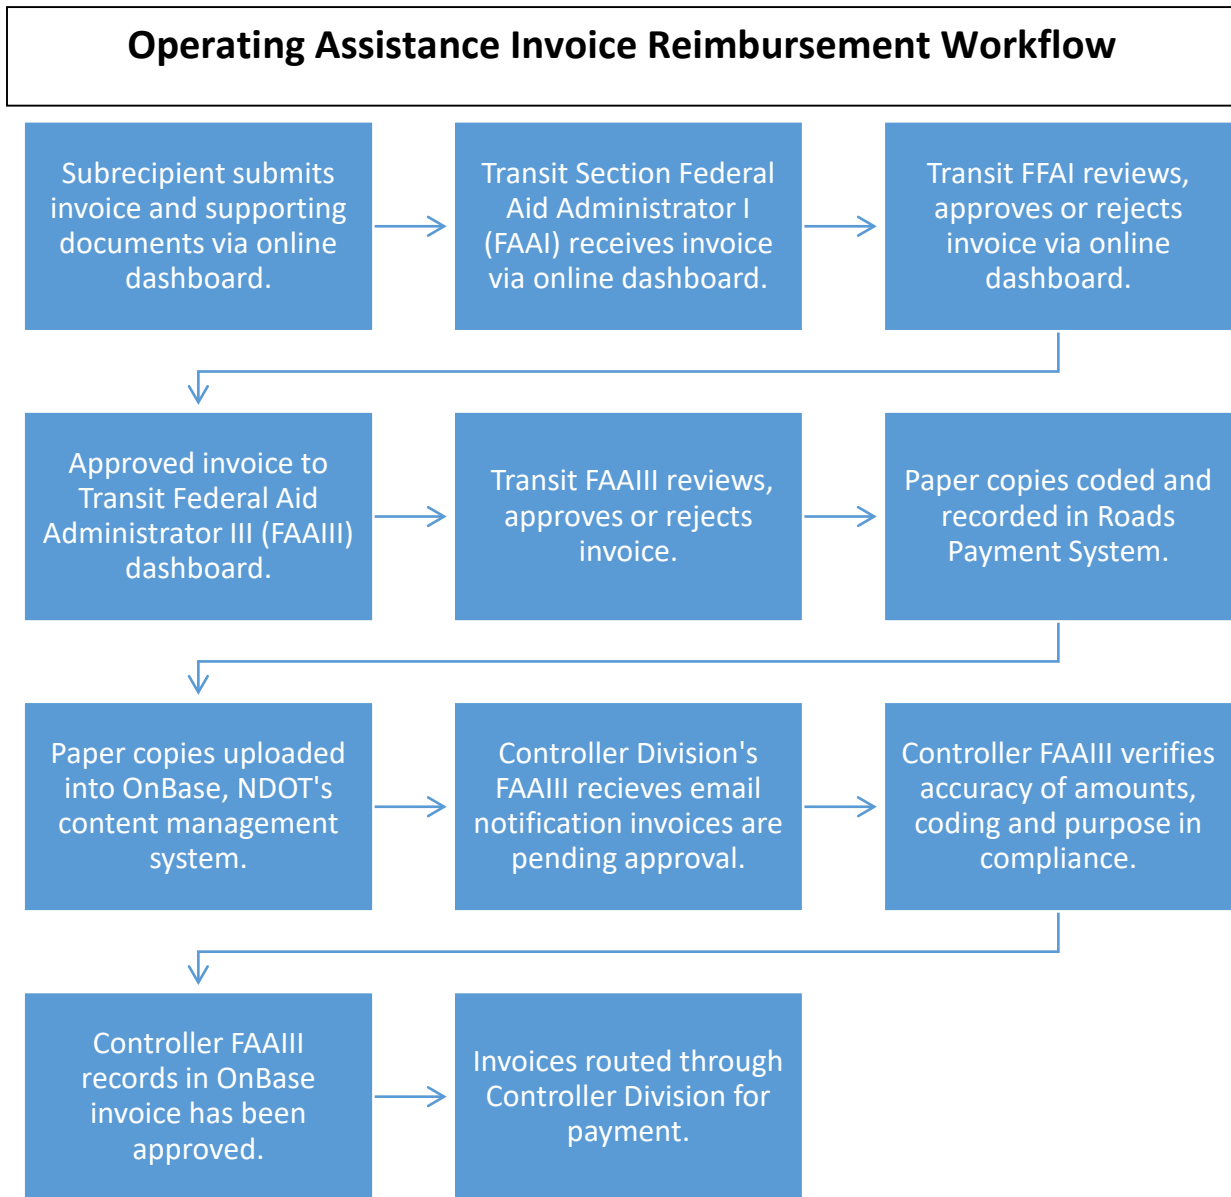 Operating Assistance Invoice Reimbursement Workflow
Subrecipient submits
invoice and supporting
documents via online
dashboard.
Transit Section Federal
Aid Administrator I
(FAAI) receives invoice
via online dashboard.
Transit FFAI reviews,
approves or rejects
invoice via online
dashboard.
Approved invoice to
Transit Federal Aid
Administrator III (FAAIII)
dashboard.
Transit FAAIII reviews,
approves or rejects
invoice.
Paper copies coded and
recorded in Roads
Payment System.
Paper copies uploaded
into OnBase, NDOT's
content management
system.
Controller Division's
FAAIII recieves email
notification invoices are
pending approval.
Controller FAAIII verifies
accuracy of amounts,
coding and purpose in
compliance.
Controller FAAIII
records in OnBase
invoice has been
approved.
Invoices routed through
Controller Division for
payment.